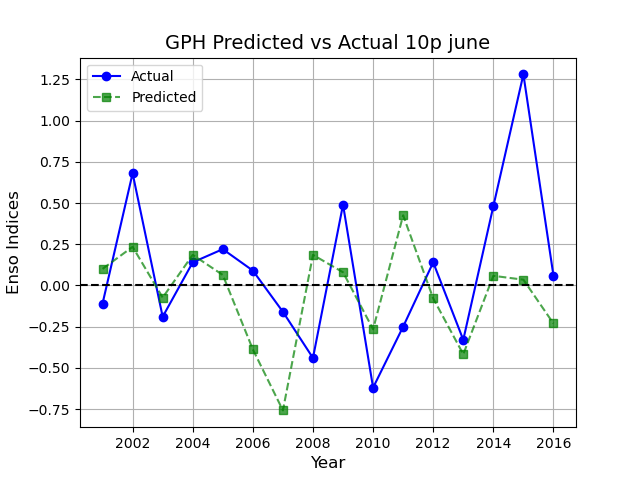 GPH Predicted vs Actual 10p june
Actual
Predicted
1.25
1.00
0.75
0.50
0.25
0.00
−0.25
−0.50
−0.75
Enso Indices
2002 2004 2006 2008 2010 2012 2014 2016
Year